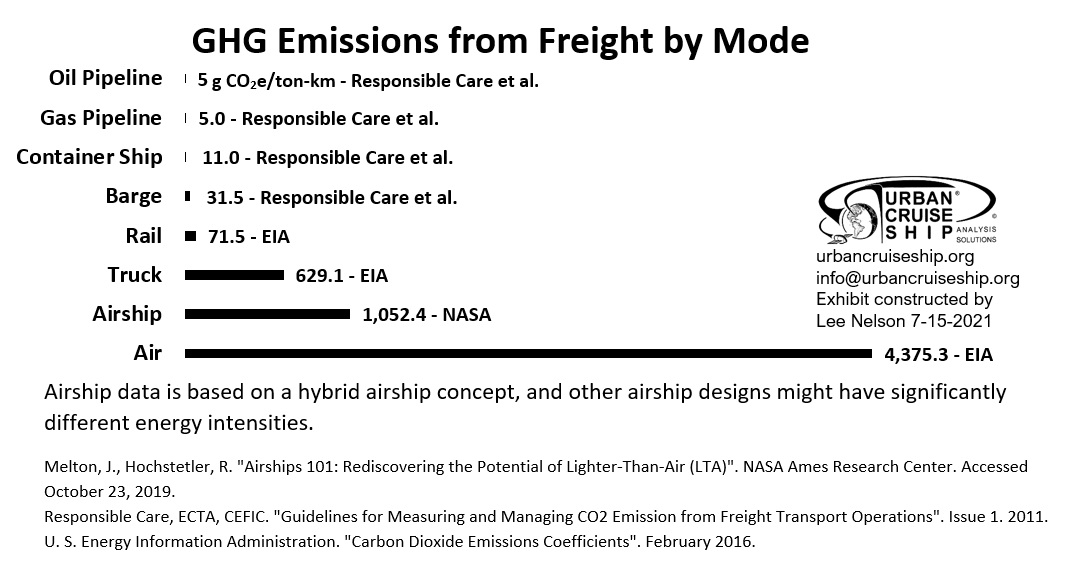 GHG Emissions from Freight by Mode
Oil Pipeline 5 g CO₂e/ton-km - Responsible Care et al.
Gas Pipeline 5.0 - Responsible Care et al.
Container Ship 11.0 - Responsible Care et al.
Barge 31.5 - Responsible Care et al.
Rail 71.5 - EIA
Truck 629.1 - EIA
Airship 1,052.4 - NASA
Air 4,375.3 - EIA
URBAN®
CRUISE
SHIP ANALYSIS SOLUTIONS ©
urbancruiseship.org
info@urbancruiseship.org
Exhibit constructed by
Lee Nelson 7-15-2021
Airship data is based on a hybrid airship concept, and other airship designs might have significantly
different energy intensities.
Melton, J., Hochstetler, R. "Airships 101: Rediscovering the Potential of Lighter-Than-Air (LTA)". NASA Ames Research Center. Accessed
October 23, 2019.
Responsible Care, ECTA, CEFIC. "Guidelines for Measuring and Managing CO2 Emission from Freight Transport Operations". Issue 1. 2011.
U. S. Energy Information Administration. "Carbon Dioxide Emissions Coefficients". February 2016.